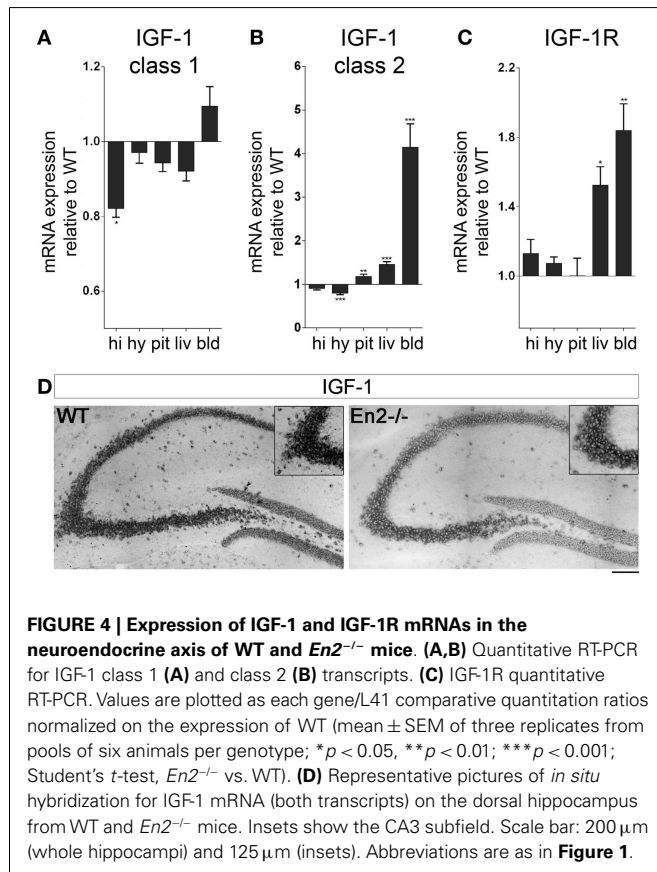 A IGF-1 class 1
B IGF-1 class 2
C IGF-1R
mRNA expression relative to WT
1.2
1.0
0.8
0.6
*
hi hy pit liv bld
mRNA expression relative to WT
6
5
4
3
2
1
0
*** ** *** ***
hi hy pit liv bld
mRNA expression relative to WT
2.2
1.8
1.4
1.0
* **
hi hy pit liv bld
D IGF-1
WT
En2-/-
FIGURE 4 | Expression of IGF-1 and IGF-1R mRNAs in the
neuroendocrine axis of WT and En2−/− mice. (A,B) Quantitative RT-PCR
for IGF-1 class 1 (A) and class 2 (B) transcripts. (C) IGF-1R quantitative
RT-PCR. Values are plotted as each gene/L41 comparative quantitation ratios
normalized on the expression of WT (mean ± SEM of three replicates from
pools of six animals per genotype; *p < 0.05, **p < 0.01; ***p < 0.001;
Student's t-test, En2−/− vs. WT). (D) Representative pictures of in situ
hybridization for IGF-1 mRNA (both transcripts) on the dorsal hippocampus
from WT and En2−/− mice. Insets show the CA3 subfield. Scale bar: 200 μm
(whole hippocampi) and 125 μm (insets). Abbreviations are as in Figure 1.